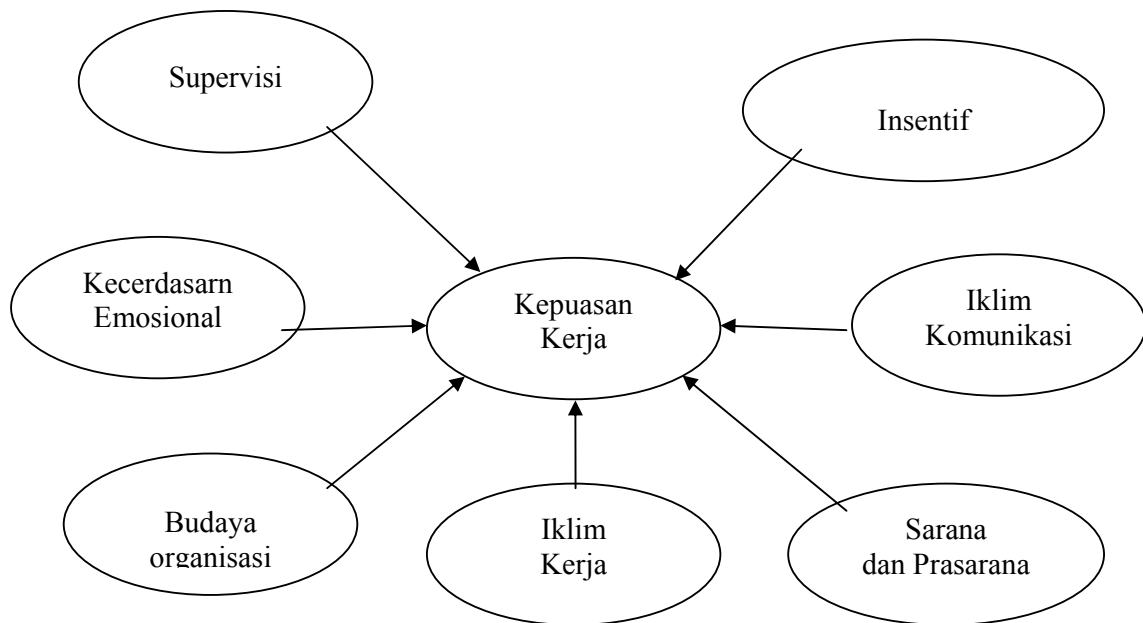 Supervisi
Insentif
Kecerdasarn
Emosional
Kepuasan
Kerja
Iklim
Komunikasi
Budaya
organisasi
Iklim
Kerja
Sarana
dan Prasarana